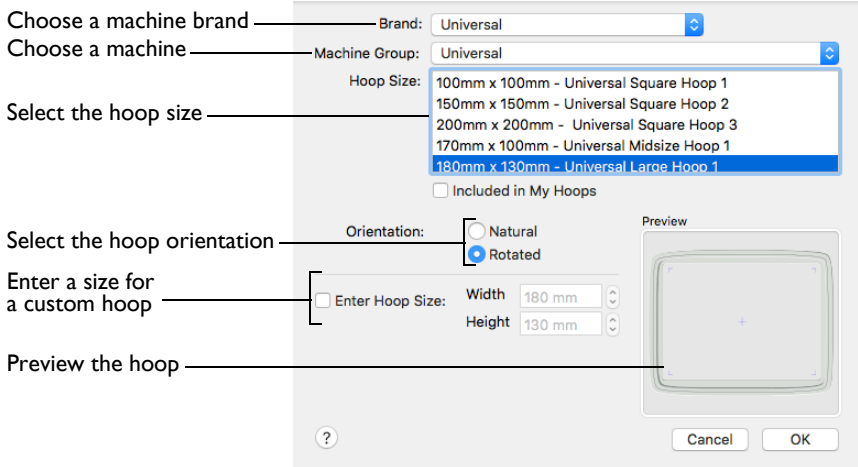 Choose a machine brand
Brand: Universal
Choose a machine
Machine Group: Universal
Hoop Size:
100mm x 100mm - Universal Square Hoop 1
150mm x 150mm - Universal Square Hoop 2
Select the hoop size
200mm x 200mm -  Universal Square Hoop 3
170mm x 100mm - Universal Midsize Hoop 1
180mm x 130mm - Universal Large Hoop 1
Included in My Hoops
Select the hoop orientation
Orientation:
Natural
Rotated
Preview
Enter a size for
a custom hoop
Enter Hoop Size:
Width 180 mm
Height 130 mm
Preview the hoop
?
Cancel
OK